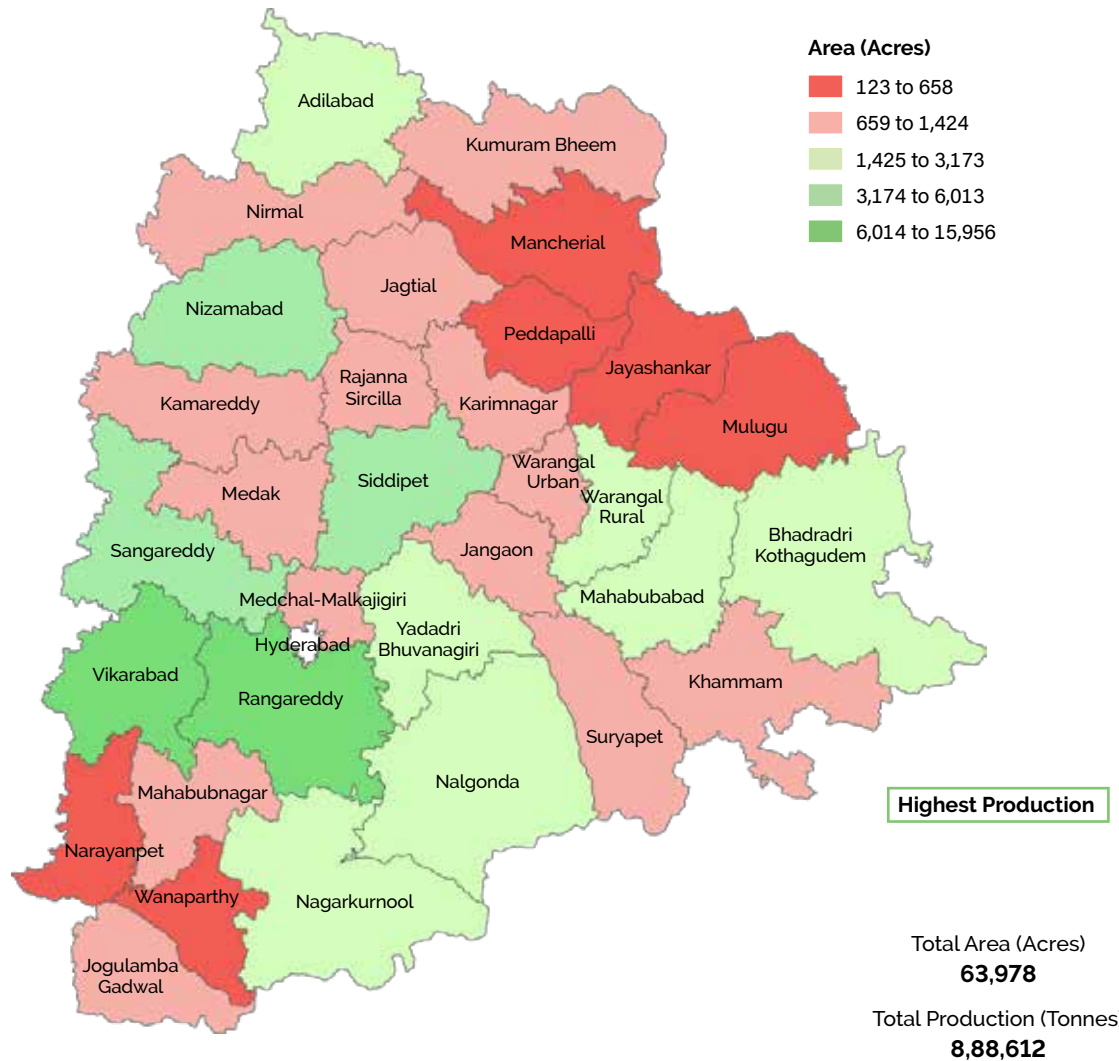 Area (Acres)
123 to 658
659 to 1,424
1,425 to 3,173
3,174 to 6,013
6,014 to 15,956
Adilabad
Kumuram Bheem
Nirmal
Mancherial
Jagtial
Nizamabad
Peddapalli
Jayashankar
Rajanna
Sircilla
Kamareddy
Karimnagar
Mulugu
Warangal
Urban
Siddipet
Medak
Warangal
Rural
Bhadradri
Kothagudem
Sangareddy
Jangaon
Medchal-Malkajigiri
Mahabubabad
Yadadri
Bhuvanagiri
Hyderabad
Vikarabad
Rangareddy
Khammam
Suryapet
Nalgonda
Mahabubnagar
Highest Production
Narayanpet
Wanaparthy
Nagarkurnool
Jogulamba
Gadwal
Total Area (Acres)
63,978
Total Production (Tonnes
8,88,612